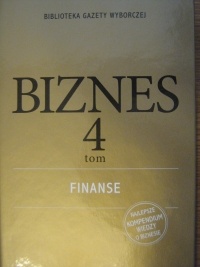 BIBLIOTEKA GAZETY WYBORCZEJ
BIZNES
4
tom
FINANSE
NAJLEPSZE
KOMPENDIUM
WIEDZY
O BIZNESIE